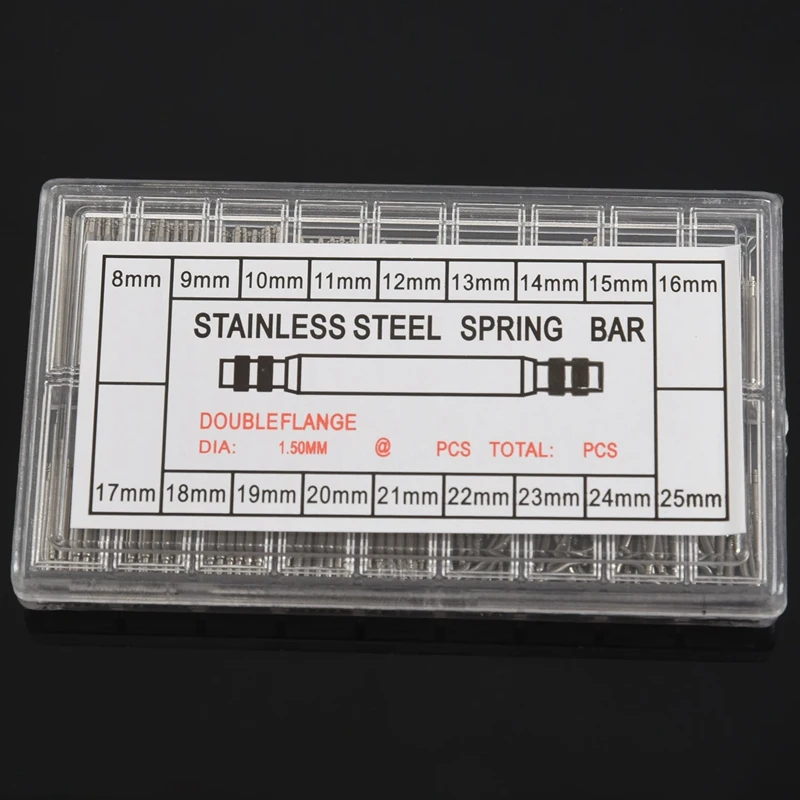 8mm 9mm 10mm 11mm 12mm 13mm 14mm 15mm 16mm
STAINLESS STEEL SPRING BAR
DOUBLEFLANGE
DIA: 1.50MM @ PCS TOTAL: PCS
17mm 18mm 19mm 20mm 21mm 22mm 23mm 24mm 25mm